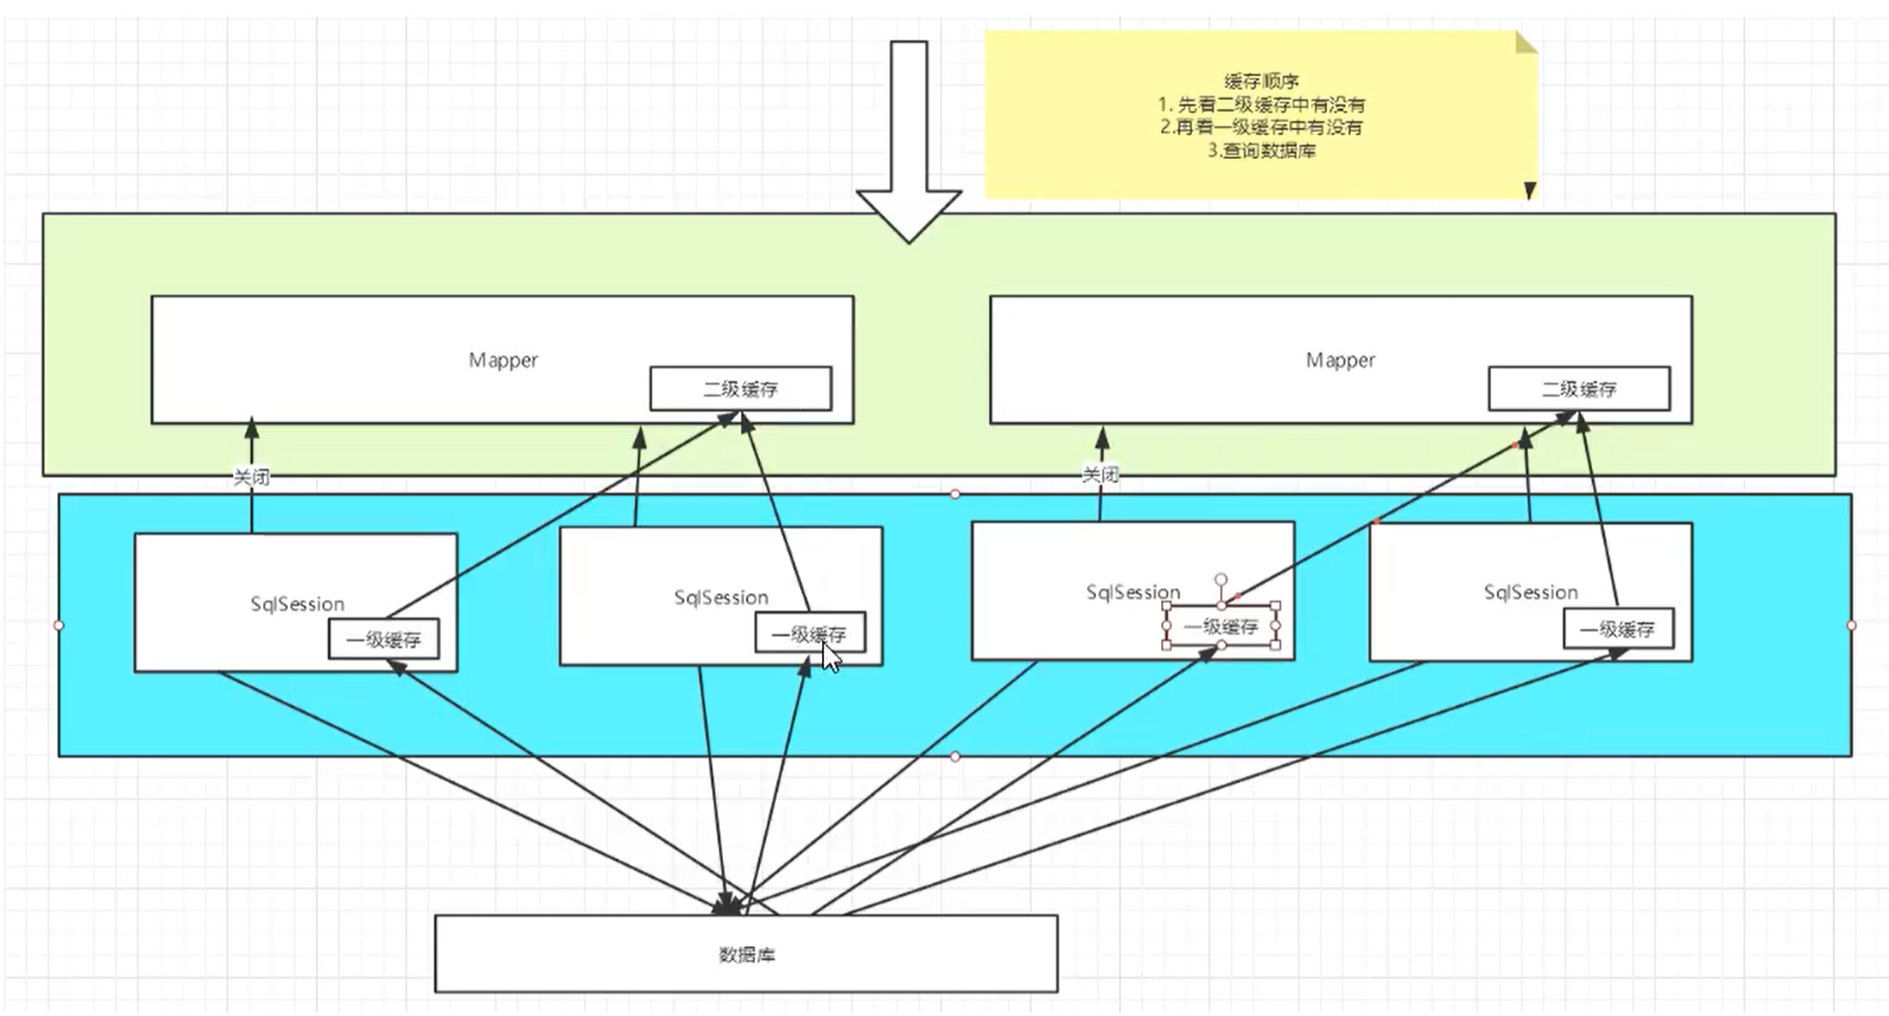 缓存顺序
1. 先看二级缓存中有没有
2.再看一级缓存中有没有
3.查询数据库
Mapper
二级缓存
Mapper
二级缓存
关闭
关闭
SqlSession
一级缓存
SqlSession
一级缓存
SqlSession
一级缓存
SqlSession
一级缓存
数据库